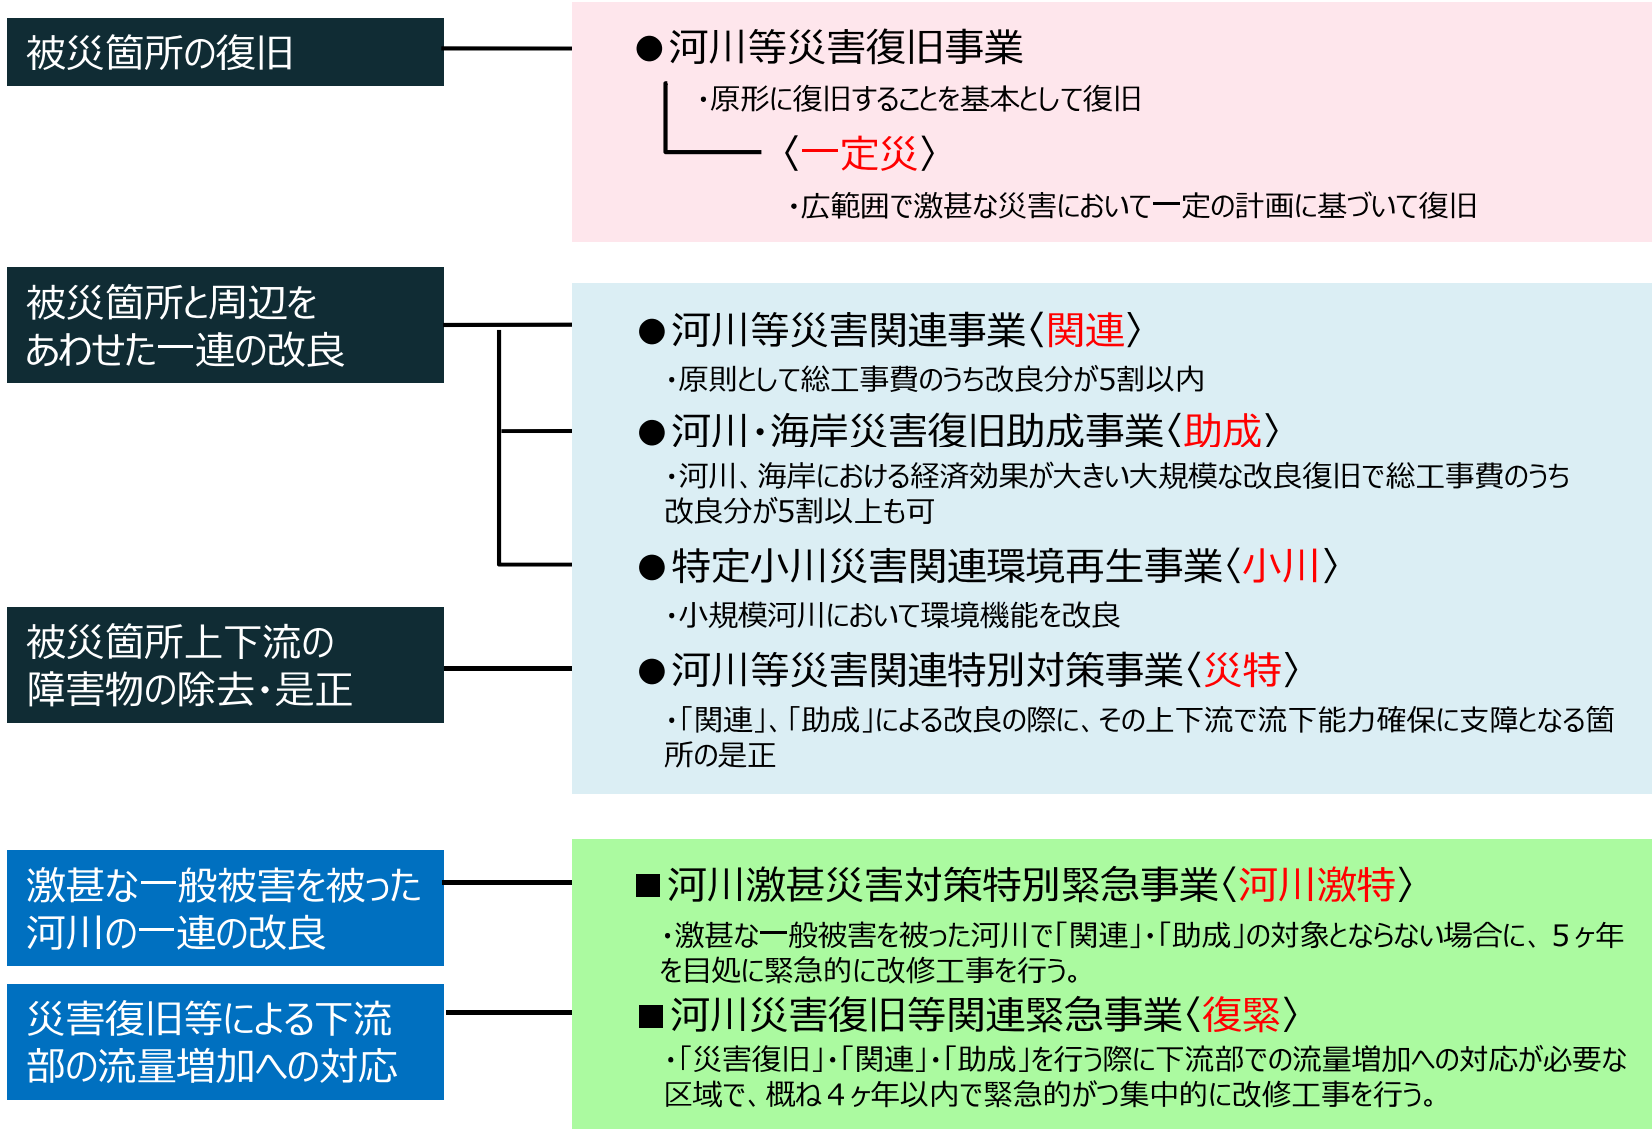 被災箇所の復旧
●河川等災害復旧事業
・原形に復旧することを基本として復旧
〈一定災〉
・広範囲で激甚な災害において一定の計画に基づいて復旧
被災箇所と周辺を
あわせた一連の改良
●河川等災害関連事業〈関連〉
・原則として総工事費のうち改良分が5割以内
●河川・海岸災害復旧助成事業〈助成〉
・河川、海岸における経済効果が大きい大規模な改良復旧で総工事費のうち
改良分が5割以上も可
●特定小川災害関連環境再生事業〈小川〉
・小規模河川において環境機能を改良
被災箇所上下流の
障害物の除去・是正
●河川等災害関連特別対策事業〈災特〉
・「関連」、「助成」による改良の際に、その上下流で流下能力確保に支障となる箇
所の是正
激甚な一般被害を被った
河川の一連の改良
■河川激甚災害対策特別緊急事業〈河川激特〉
・激甚な一般被害を被った河川で「関連」・「助成」の対象とならない場合に、５ヶ年
を目処に緊急的に改修工事を行う。
災害復旧等による下流
部の流量増加への対応
■河川災害復旧等関連緊急事業〈復緊〉
・「災害復旧」・「関連」・「助成」を行う際に下流部での流量増加への対応が必要な
区域で、概ね４ヶ年以内で緊急的がつ集中的に改修工事を行う。